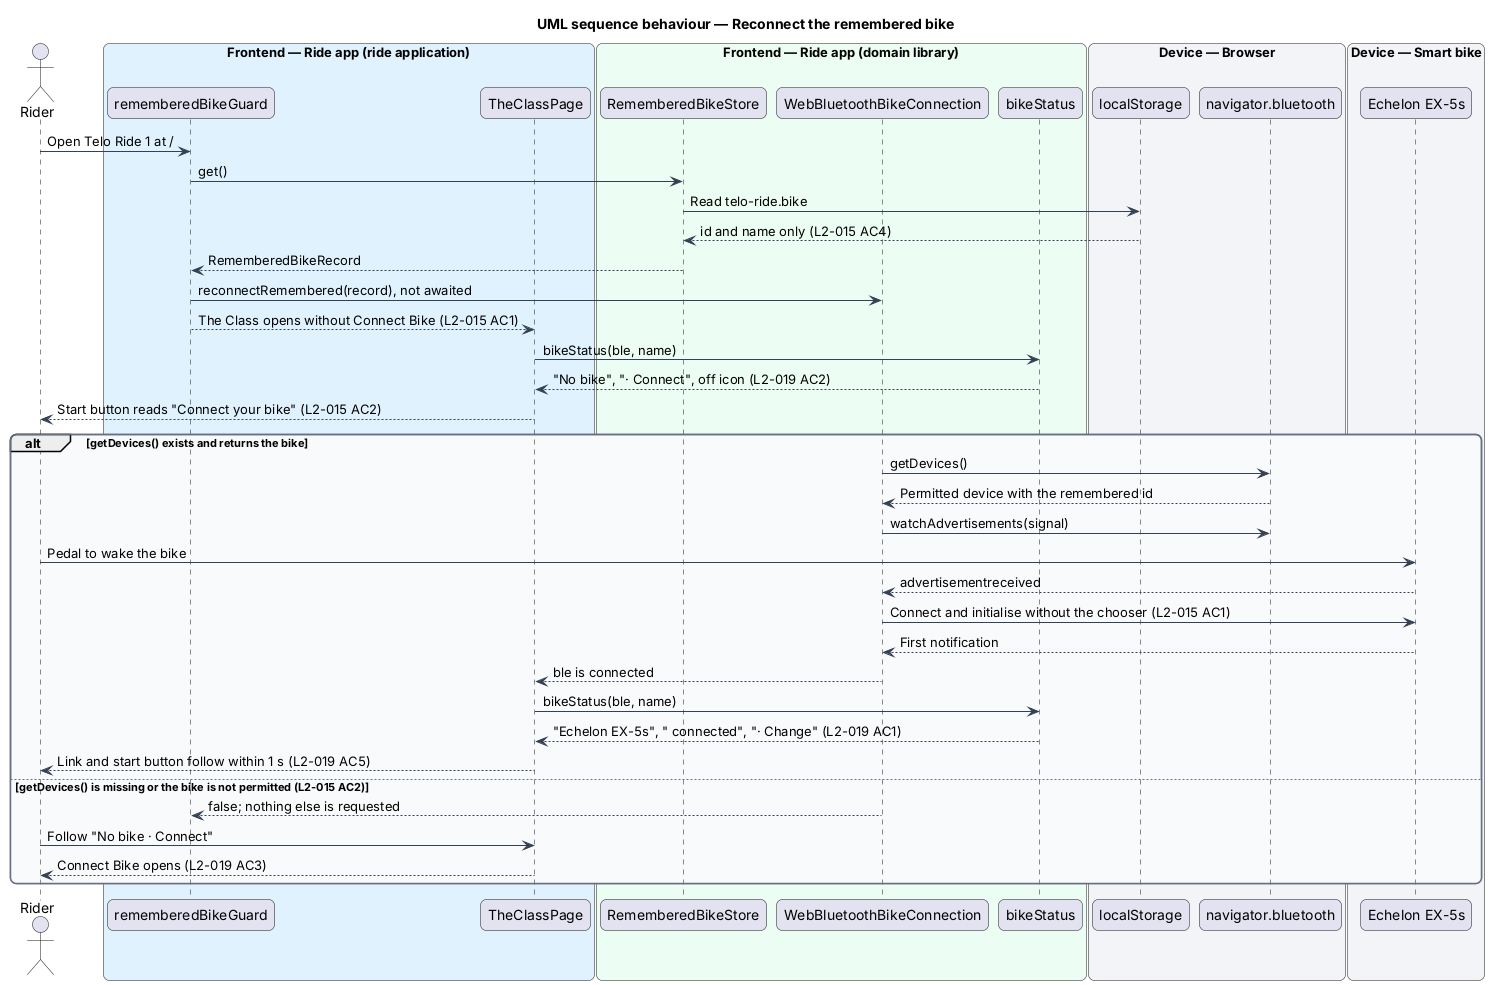 UML sequence behaviour — Reconnect the remembered bike
Frontend — Ride app (ride application)
Frontend — Ride app (domain library)
Device — Browser
Device — Smart bike
Rider
rememberedBikeGuard
TheClassPage
RememberedBikeStore
WebBluetoothBikeConnection
bikeStatus
localStorage
navigator.bluetooth
Echelon EX-5s
Open Telo Ride 1 at /
get()
Read telo-ride.bike
id and name only (L2-015 AC4)
RememberedBikeRecord
reconnectRemembered(record), not awaited
The Class opens without Connect Bike (L2-015 AC1)
bikeStatus(ble, name)
"No bike", "· Connect", off icon (L2-019 AC2)
Start button reads "Connect your bike" (L2-015 AC2)
alt
[getDevices() exists and returns the bike]
getDevices()
Permitted device with the remembered id
watchAdvertisements(signal)
Pedal to wake the bike
advertisementreceived
Connect and initialise without the chooser (L2-015 AC1)
First notification
ble is connected
bikeStatus(ble, name)
"Echelon EX-5s", " connected", "· Change" (L2-019 AC1)
Link and start button follow within 1 s (L2-019 AC5)
[getDevices() is missing or the bike is not permitted (L2-015 AC2)]
false; nothing else is requested
Follow "No bike · Connect"
Connect Bike opens (L2-019 AC3)
Rider
rememberedBikeGuard
TheClassPage
RememberedBikeStore
WebBluetoothBikeConnection
bikeStatus
localStorage
navigator.bluetooth
Echelon EX-5s